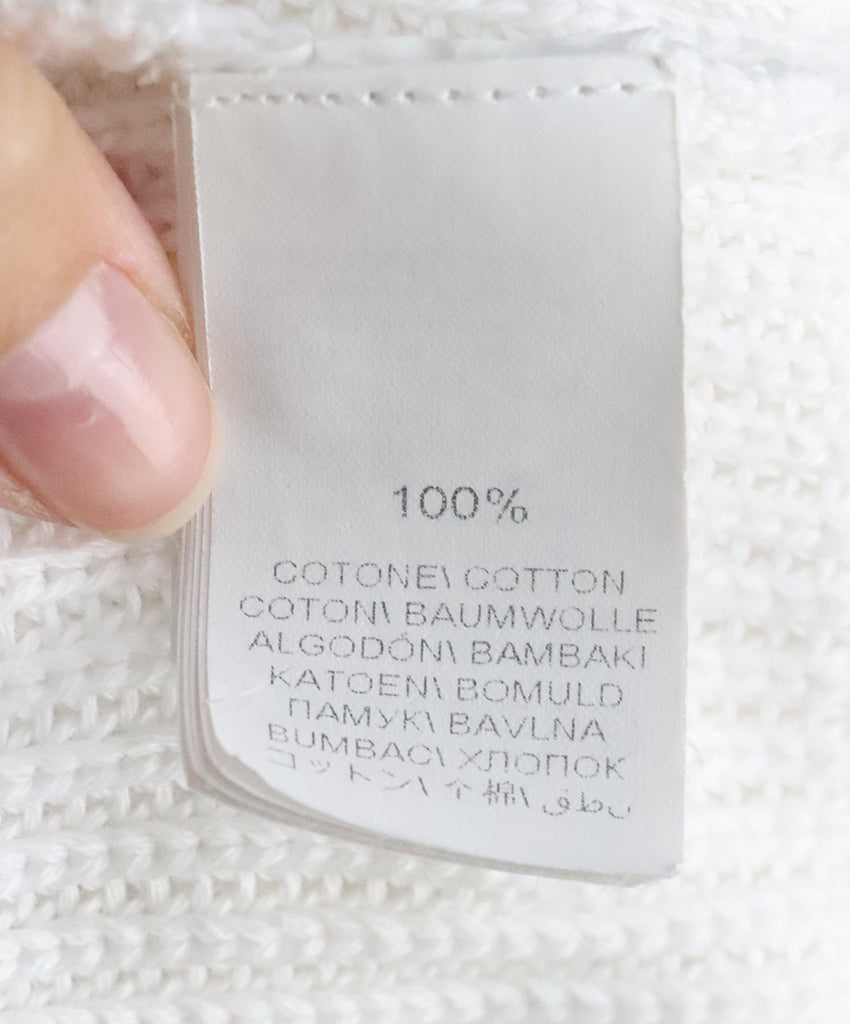 100%
COTONE\ COTTON
COTON\ BAUMWOLLE
ALGODÓN\ BAMBAKI
KATOEN\ BOMULD
ПАМУК\ BAVLNA
BUMBAC\ ХЛОПОК
コットン\ 全棉\ قطن